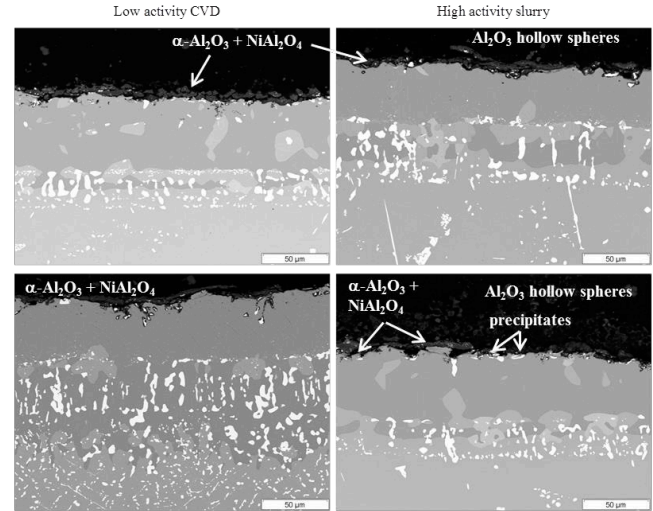 Low activity CVD
High activity slurry
α-Al₂O₃ + NiAl₂O₄
Al₂O₃ hollow spheres
50 µm
50 µm
α-Al₂O₃ + NiAl₂O₄
α-Al₂O₃ +
NiAl₂O₄
Al₂O₃ hollow spheres
precipitates
50 µm
50 µm